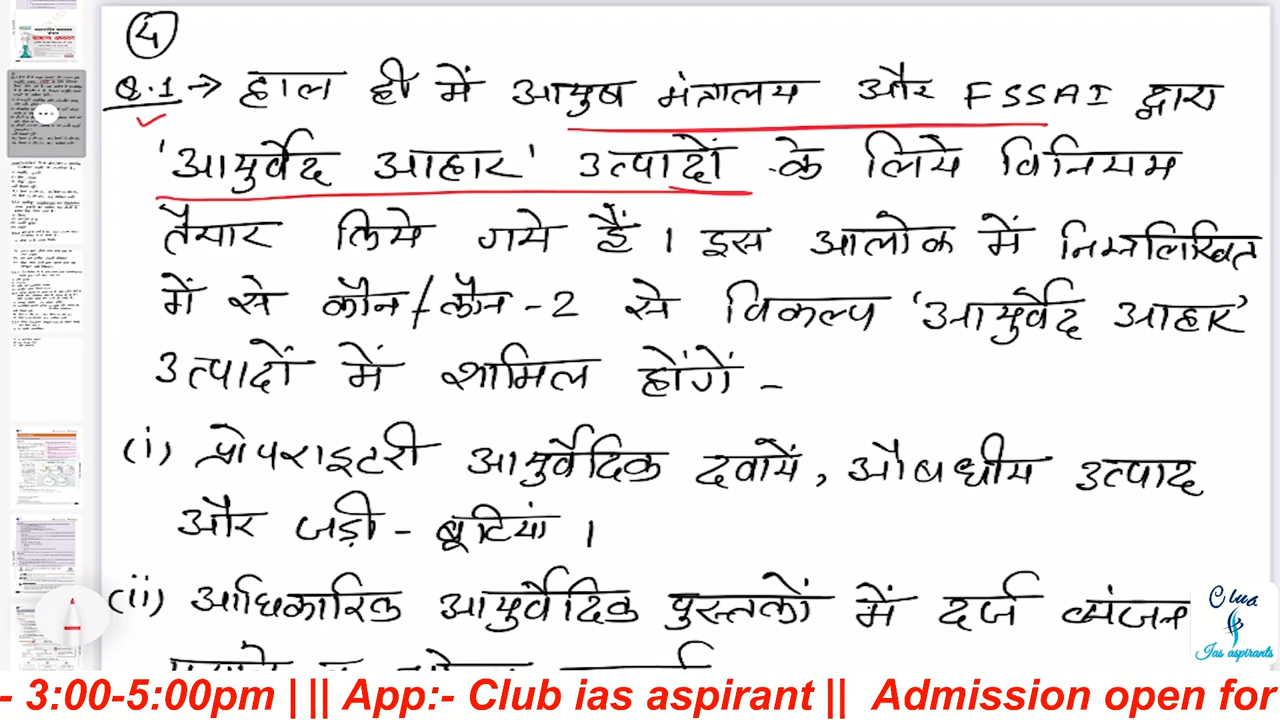 4
Q.1 → हाल ही में आयुष मंत्रालय और FSSAI द्वारा
'आयुर्वेद आहार' उत्पादों के लिये विनियम
तैयार किये गये हैं । इस आलोक में निम्नलिखित
में से कौन/कौन-2 से विकल्प 'आयुर्वेद आहार'
उत्पादों में शामिल होंगें -
(i) प्रोपराइटरी आयुर्वेदिक दवायें, औषधीय उत्पाद
और जड़ी - बूटियां ।
(ii) आधिकारिक आयुर्वेदिक पुस्तकों में दर्ज व्यंजन
Club
Ias aspirants
- 3:00-5:00pm | || App:- Club ias aspirant || Admission open for